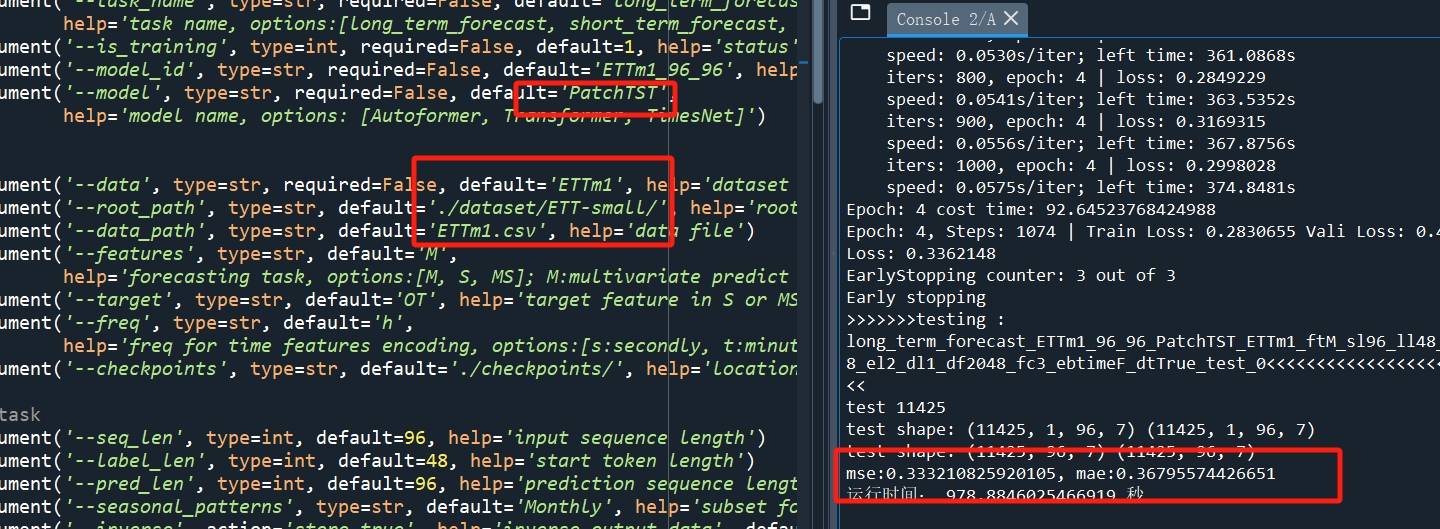 ument('--task_name', type=str, required=False, default='long_term_forecas
help='task name, options:[long_term_forecast, short_term_forecast,
ument('--is_training', type=int, required=False, default=1, help='status'
ument('--model_id', type=str, required=False, default='ETTm1_96_96', help
ument('--model', type=str, required=False, default='PatchTST',
help='model name, options: [Autoformer, Transformer, TimesNet]')
ument('--data', type=str, required=False, default='ETTm1', help='dataset
ument('--root_path', type=str, default='./dataset/ETT-small/', help='root
ument('--data_path', type=str, default='ETTm1.csv', help='data file')
ument('--features', type=str, default='M',
help='forecasting task, options:[M, S, MS]; M:multivariate predict
ument('--target', type=str, default='OT', help='target feature in S or MS
ument('--freq', type=str, default='h',
help='freq for time features encoding, options:[s:secondly, t:minut
ument('--checkpoints', type=str, default='./checkpoints/', help='location
task
ument('--seq_len', type=int, default=96, help='input sequence length')
ument('--label_len', type=int, default=48, help='start token length')
ument('--pred_len', type=int, default=96, help='prediction sequence leng
ument('--seasonal_patterns', type=str, default='Monthly', help='subset fo
ument('--inverse', action='store_true', help='inverse output data', defau
Console 2/A
speed: 0.0530s/iter; left time: 361.0868s
iters: 800, epoch: 4 | loss: 0.2849229
speed: 0.0541s/iter; left time: 363.5352s
iters: 900, epoch: 4 | loss: 0.3169315
speed: 0.0556s/iter; left time: 367.8756s
iters: 1000, epoch: 4 | loss: 0.2998028
speed: 0.0575s/iter; left time: 374.8481s
Epoch: 4 cost time: 92.64523768424988
Epoch: 4, Steps: 1074 | Train Loss: 0.2830655 Vali Loss: 0.4
Loss: 0.3362148
EarlyStopping counter: 3 out of 3
Early stopping
>>>>>>>testing :
long_term_forecast_ETTm1_96_96_PatchTST_ETTm1_ftM_sl96_ll48_
8_el2_dl1_df2048_fc3_ebtimeF_dtTrue_test_0<<<<<<<<<<<<<<<<<<
<<
test 11425
test shape: (11425, 1, 96, 7) (11425, 1, 96, 7)
test shape: (11425, 96, 7) (11425, 96, 7)
mse:0.333210825920105, mae:0.36795574426651
运行时间: 978.8846025466919 秒